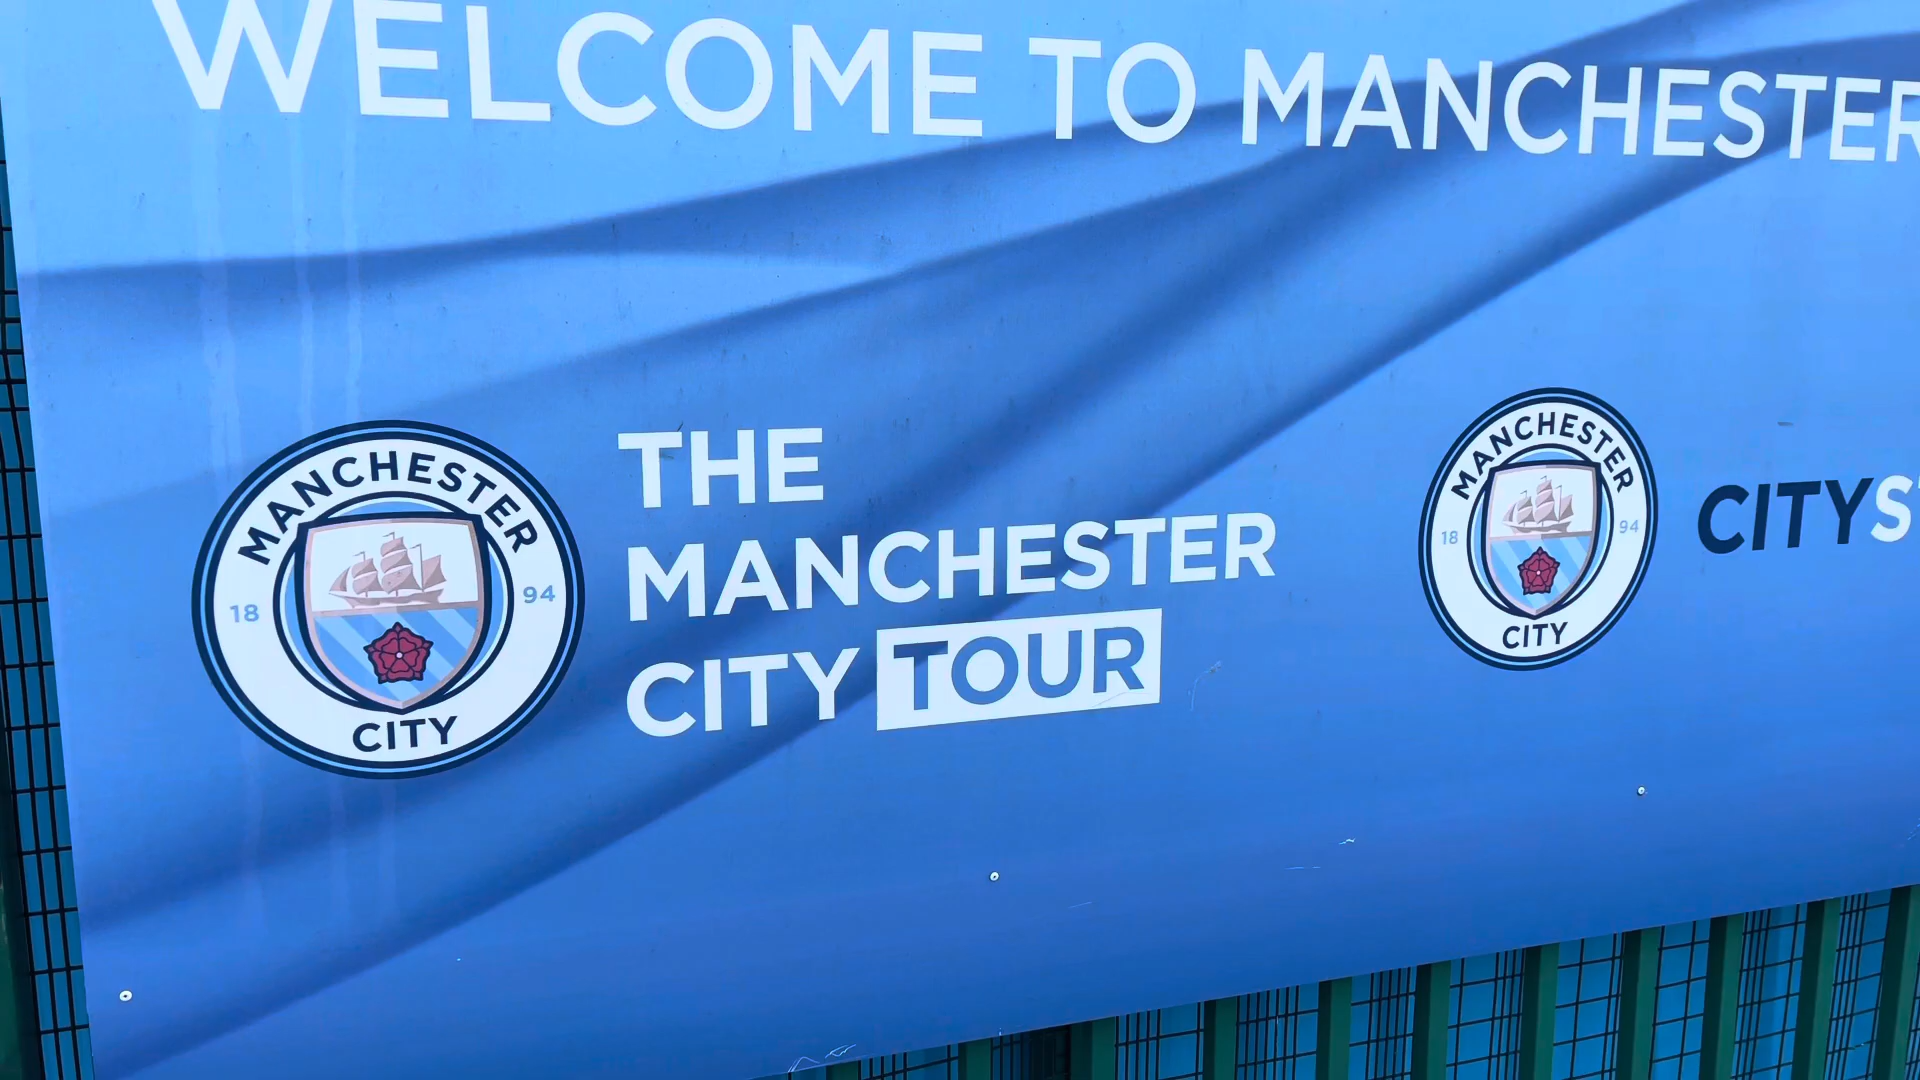 WELCOME TO MANCHESTER
MANCHESTER
18 94
CITY
THE
MANCHESTER
CITY TOUR
MANCHESTER
18 94
CITY
CITYS